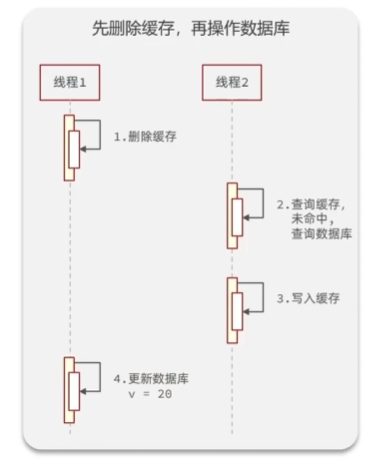 先删除缓存，再操作数据库
线程1
线程2
1.删除缓存
2.查询缓存，
未命中，
查询数据库
3.写入缓存
4.更新数据库
v = 20